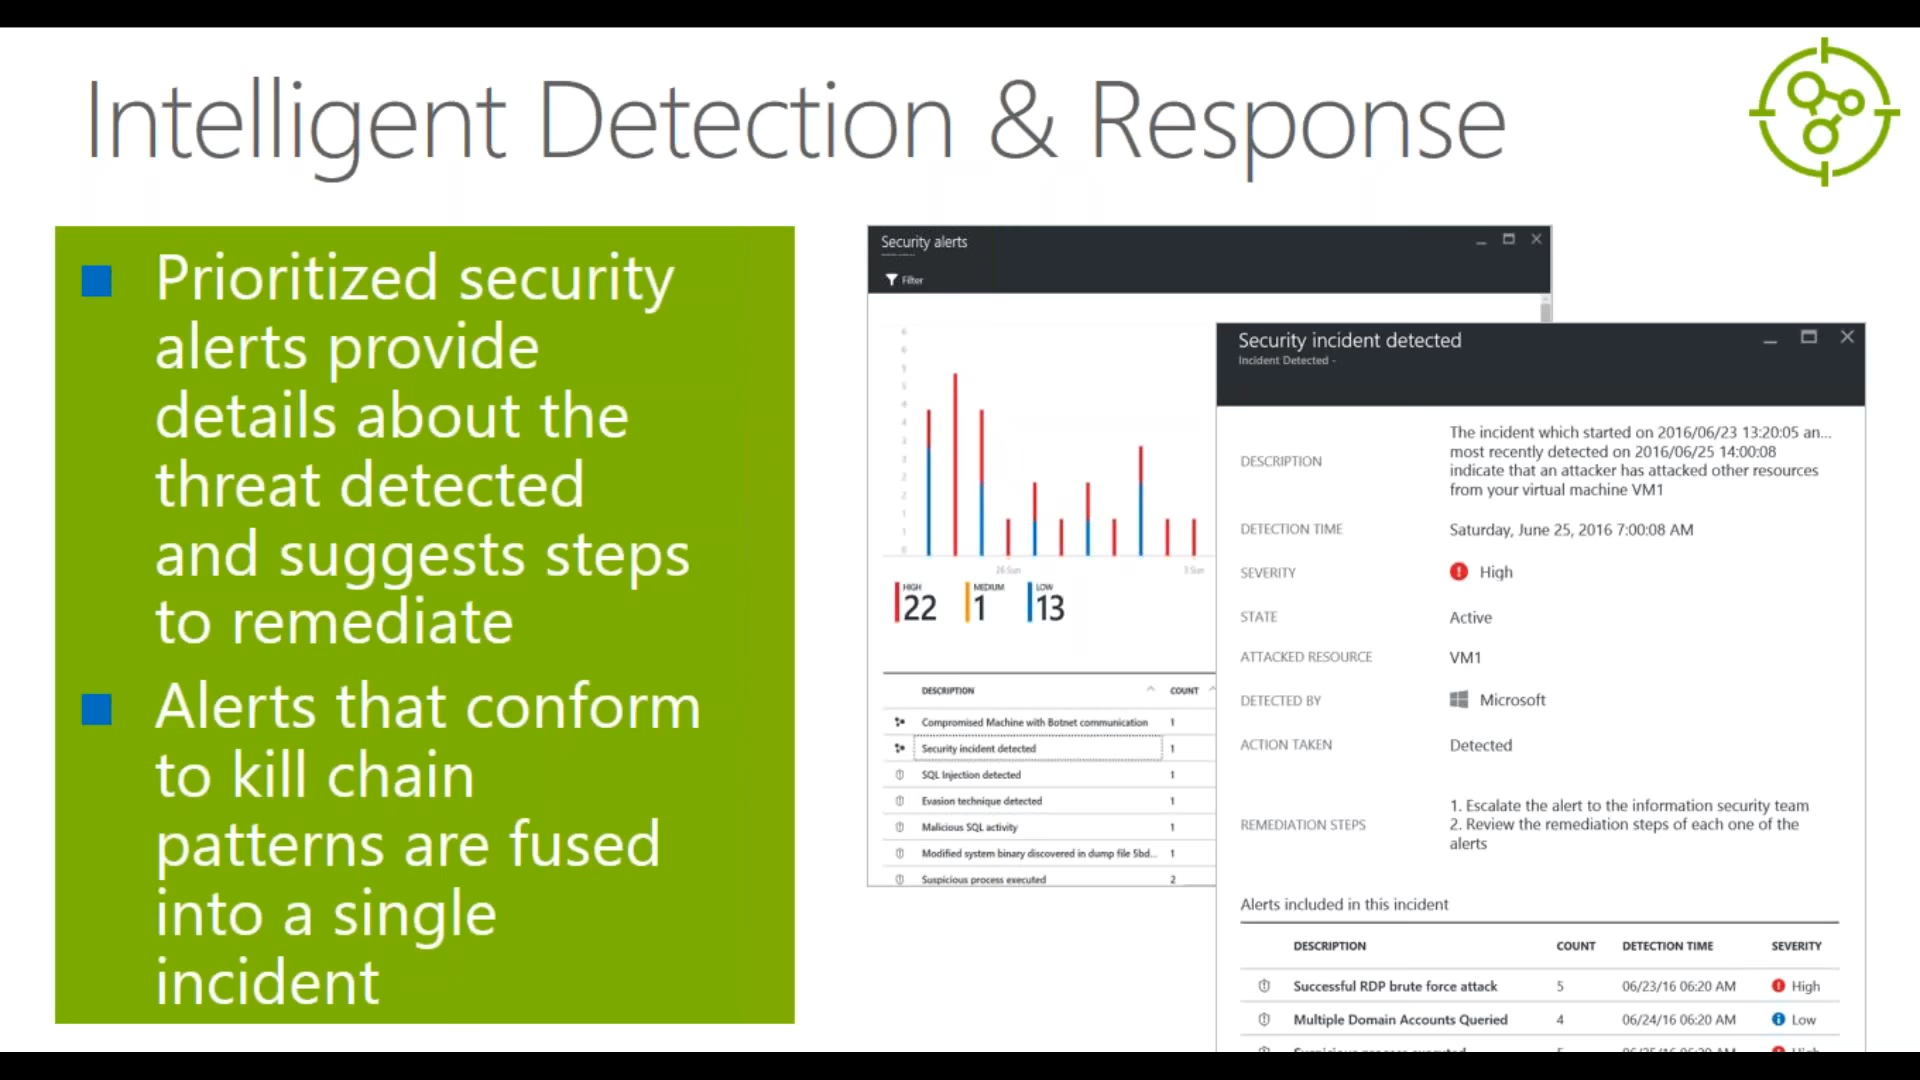 Intelligent Detection & Response
Prioritized security
alerts provide
details about the
threat detected
and suggests steps
to remediate
Alerts that conform
to kill chain
patterns are fused
into a single
incident
Security alerts
Filter
26 Sun
3 Sun
HIGH
22
MEDIUM
1
LOW
13
DESCRIPTION COUNT
Compromised Machine with Botnet communication 1
Security incident detected 1
SQL Injection detected 1
Evasion technique detected 1
Malicious SQL activity 1
Modified system binary discovered in dump file 5bd... 1
Suspicious process executed 2
Security incident detected
Incident Detected -
DESCRIPTION
The incident which started on 2016/06/23 13:20:05 an...
most recently detected on 2016/06/25 14:00:08
indicate that an attacker has attacked other resources
from your virtual machine VM1
DETECTION TIME Saturday, June 25, 2016 7:00:08 AM
SEVERITY High
STATE Active
ATTACKED RESOURCE VM1
DETECTED BY Microsoft
ACTION TAKEN Detected
REMEDIATION STEPS
1. Escalate the alert to the information security team
2. Review the remediation steps of each one of the
alerts
Alerts included in this incident
DESCRIPTION COUNT DETECTION TIME SEVERITY
Successful RDP brute force attack 5 06/23/16 06:20 AM High
Multiple Domain Accounts Queried 4 06/24/16 06:20 AM Low